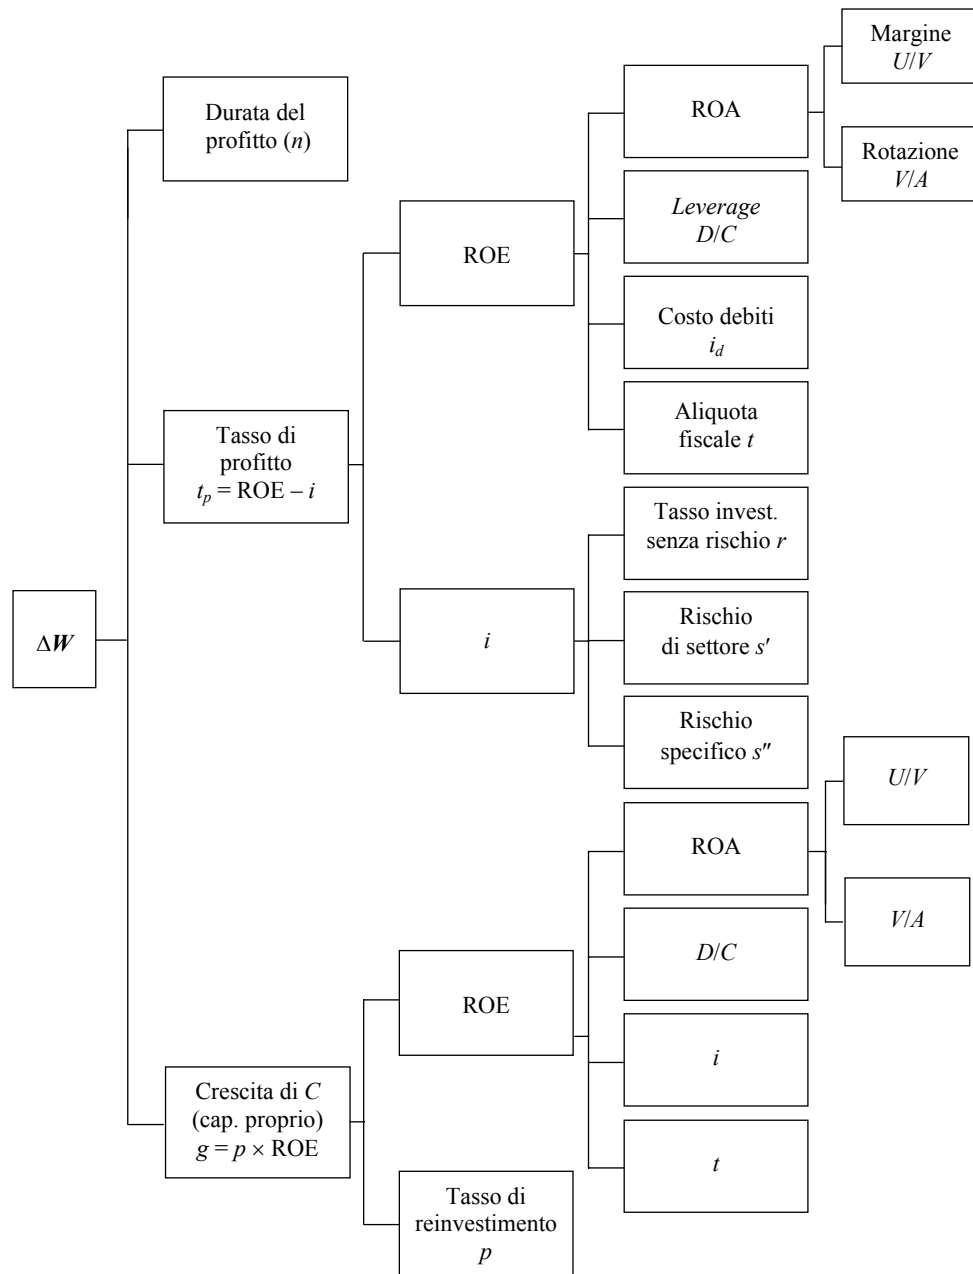 Margine
U/V
ROA
Durata del
profitto (n)
Rotazione
V/A
Leverage
D/C
ROE
Costo debiti
i_d
Aliquota
fiscale t
Tasso di
profitto
t_p = ROE – i
Tasso invest.
senza rischio r
ΔW
i
Rischio
di settore s′
Rischio
specifico s″
U/V
ROA
V/A
D/C
ROE
i
Crescita di C
(cap. proprio)
g = p × ROE
t
Tasso di
reinvestimento
p